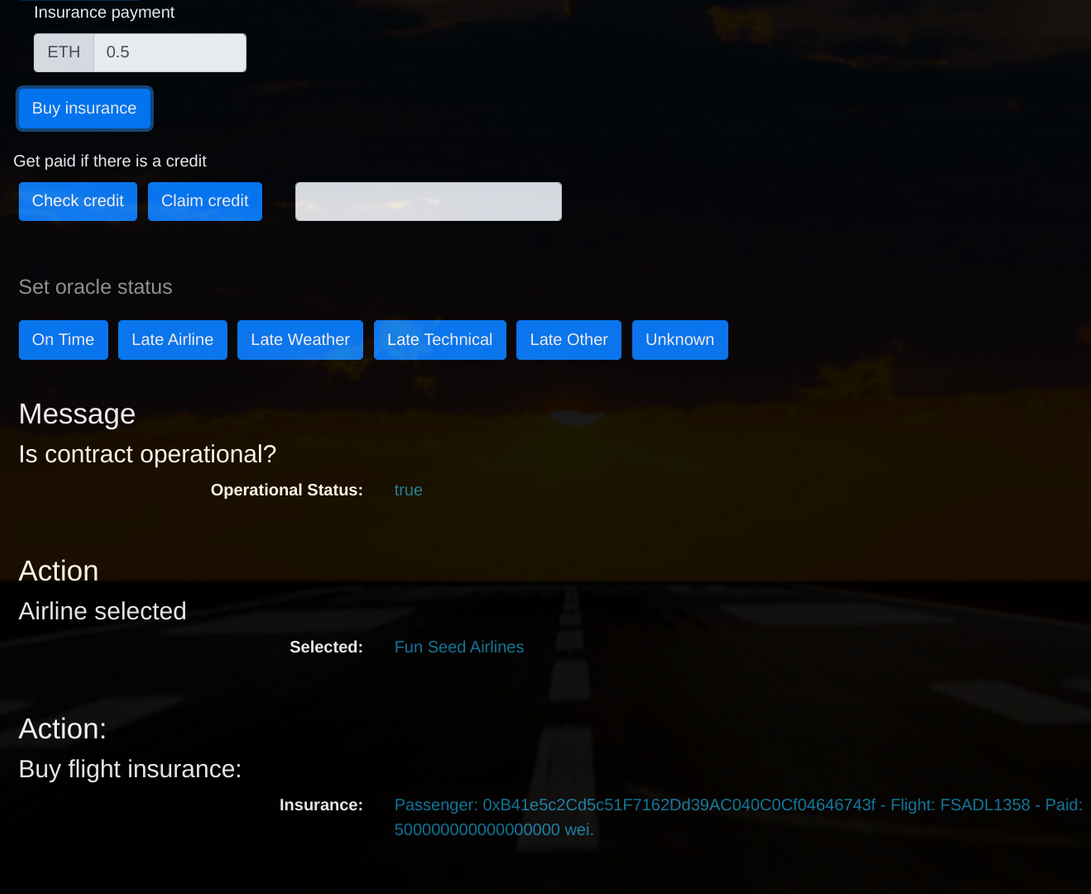 Insurance payment
ETH 0.5
Buy insurance
Get paid if there is a credit
Check credit Claim credit
Set oracle status
On Time Late Airline Late Weather Late Technical Late Other Unknown
Message
Is contract operational?
Operational Status: true
Action
Airline selected
Selected: Fun Seed Airlines
Action:
Buy flight insurance:
Insurance: Passenger: 0xB41e5c2Cd5c51F7162Dd39AC040C0Cf04646743f - Flight: FSADL1358 - Paid:
500000000000000000 wei.